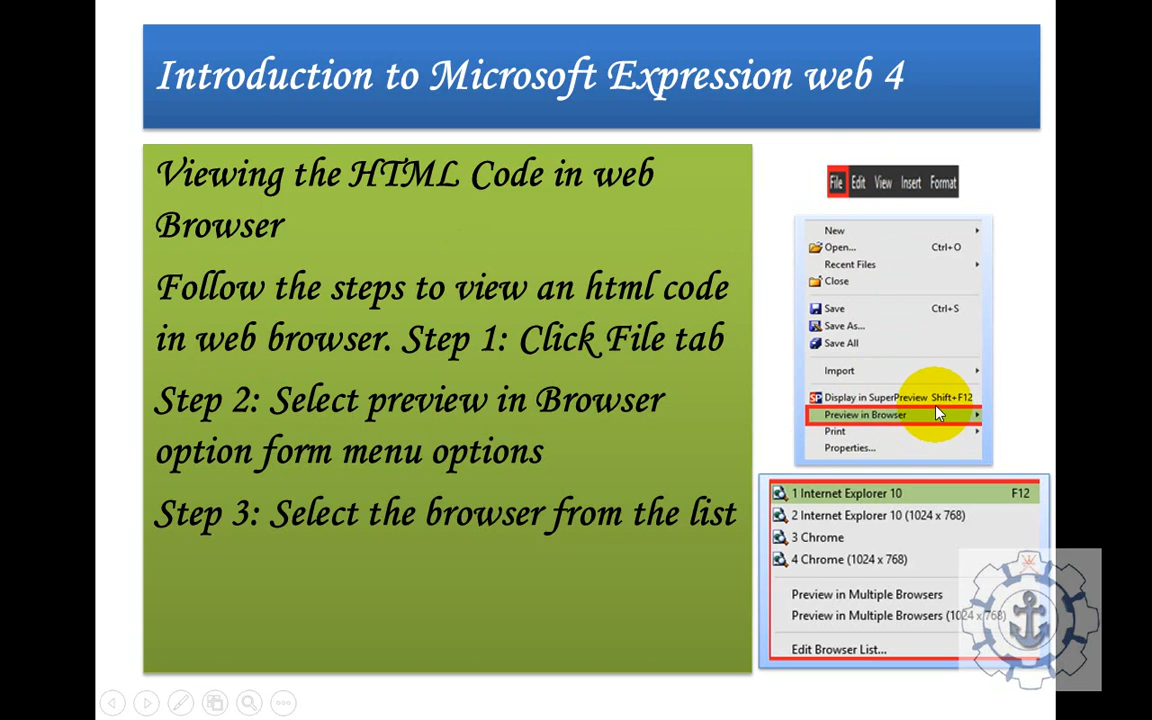 Introduction to Microsoft Expression web 4
Viewing the HTML Code in web
Browser
Follow the steps to view an html code
in web browser. Step 1: Click File tab
Step 2: Select preview in Browser
option form menu options
Step 3: Select the browser from the list
File Edit View Insert Format
New
Open... Ctrl+O
Recent Files
Close
Save Ctrl+S
Save As...
Save All
Import
Display in SuperPreview Shift+F12
Preview in Browser
Print
Properties...
1 Internet Explorer 10 F12
2 Internet Explorer 10 (1024 x 768)
3 Chrome
4 Chrome (1024 x 768)
Preview in Multiple Browsers
Preview in Multiple Browsers (1024 x 768)
Edit Browser List...